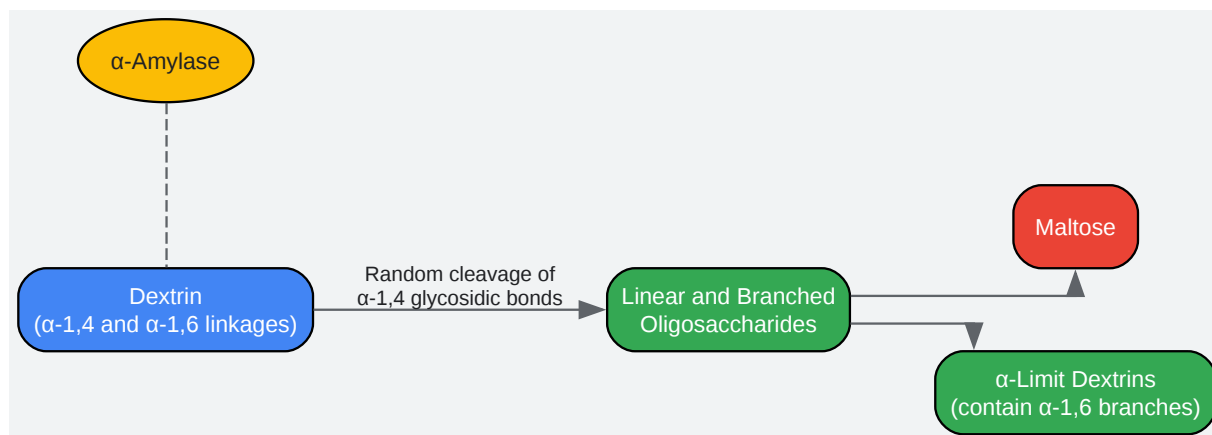 α-Amylase
Dextrin
(α-1,4 and α-1,6 linkages)
Random cleavage of
α-1,4 glycosidic bonds
Linear and Branched
Oligosaccharides
Maltose
α-Limit Dextrins
(contain α-1,6 branches)